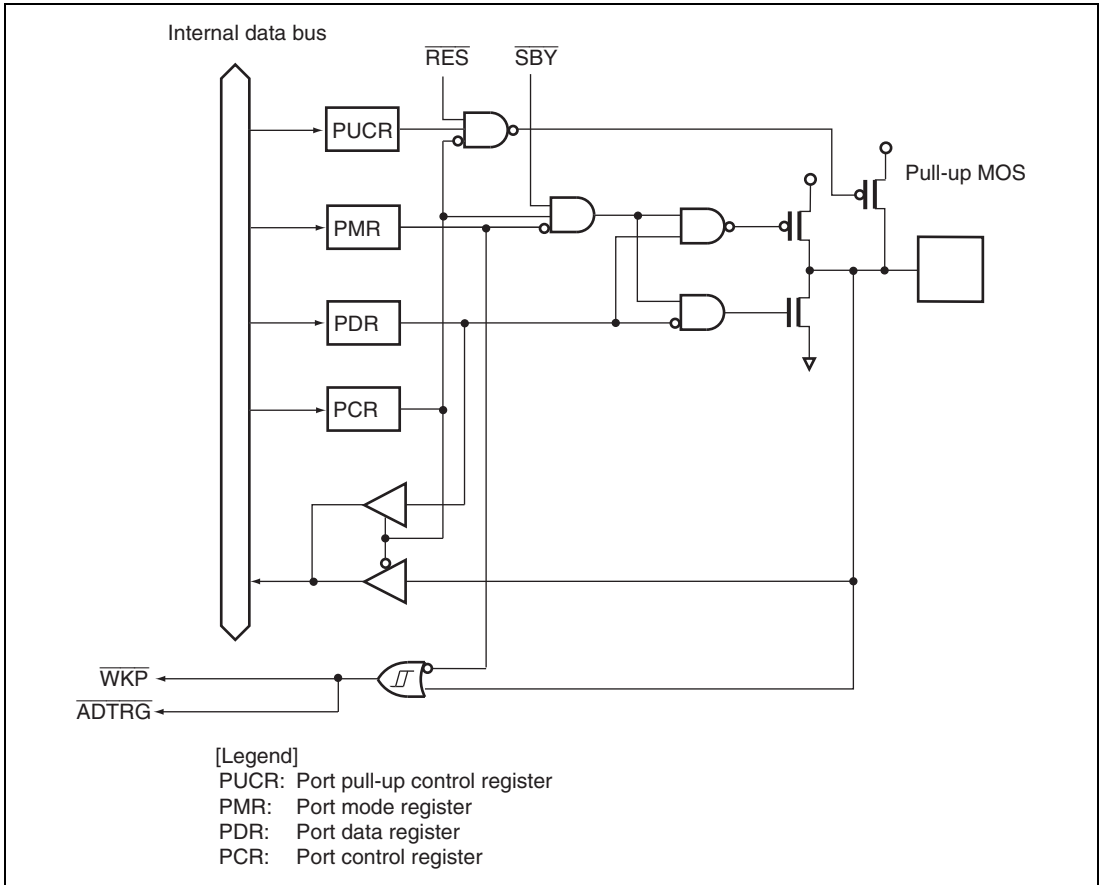 Internal data bus
RES
SBY
PUCR
Pull-up MOS
PMR
PDR
PCR
WKP
ADTRG
[Legend]
PUCR: Port pull-up control register
PMR: Port mode register
PDR: Port data register
PCR: Port control register